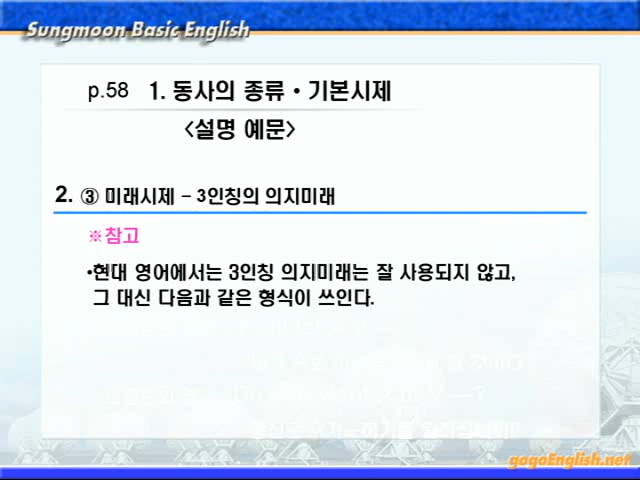 Sungmoon Basic English
p.58 1. 동사의 종류・기본시제
<설명 예문>
2. ③ 미래시제 - 3인칭의 의지미래
※참고
•현대 영어에서는 3인칭 의지미래는 잘 사용되지 않고,
그 대신 다음과 같은 형식이 쓰인다.
gogoEnglish.net